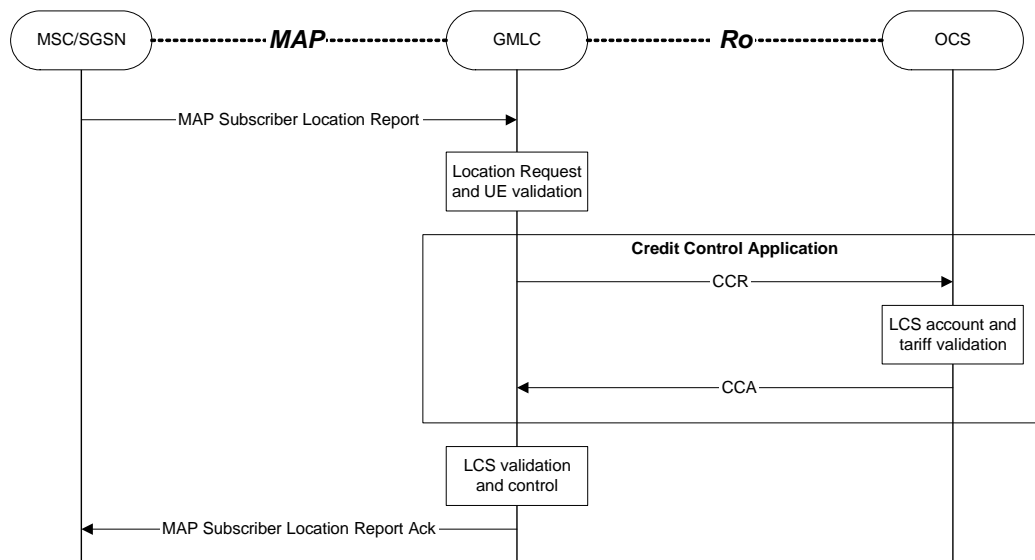 MSC/SGSN
MAP
GMLC
Ro
OCS
MAP Subscriber Location Report
Location Request
and UE validation
Credit Control Application
CCR
LCS account and
tariff validation
CCA
LCS validation
and control
MAP Subscriber Location Report Ack